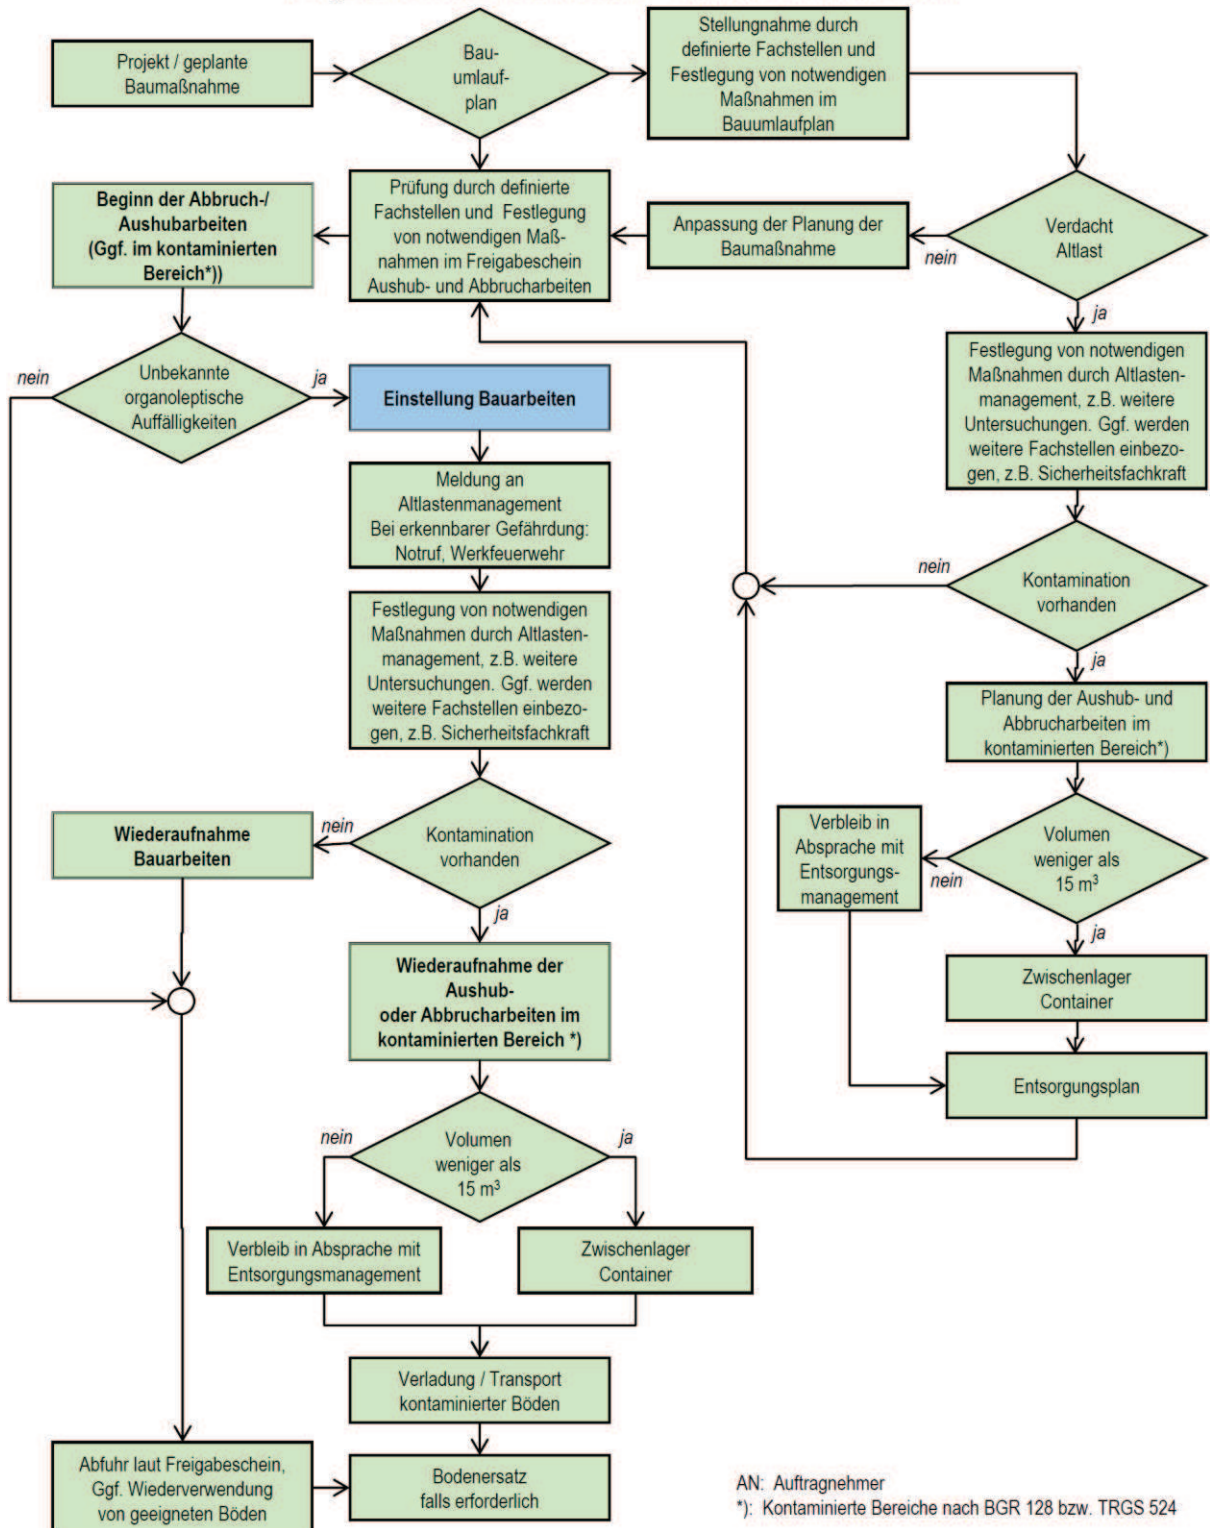 Projekt / geplante
Baumaßnahme
Bau-
umlauf-
plan
Stellungnahme durch
definierte Fachstellen und
Festlegung von notwendigen
Maßnahmen im
Bauumlaufplan
Beginn der Abbruch-/
Aushubarbeiten
(Ggf. im kontaminierten
Bereich*))
Prüfung durch definierte
Fachstellen und Festlegung
von notwendigen Maß-
nahmen im Freigabeschein
Aushub- und Abbrucharbeiten
Anpassung der Planung der
Baumaßnahme
nein
Verdacht
Altlast
ja
nein
Unbekannte
organoleptische
Auffälligkeiten
ja
Einstellung Bauarbeiten
Festlegung von notwendigen
Maßnahmen durch Altlasten-
management, z.B. weitere
Untersuchungen. Ggf. werden
weitere Fachstellen einbezo-
gen, z.B. Sicherheitsfachkraft
Meldung an
Altlastenmanagement
Bei erkennbarer Gefährdung:
Notruf, Werkfeuerwehr
nein
Kontamination
vorhanden
ja
Festlegung von notwendigen
Maßnahmen durch Altlasten-
management, z.B. weitere
Untersuchungen. Ggf. werden
weitere Fachstellen einbezo-
gen, z.B. Sicherheitsfachkraft
Planung der Aushub- und
Abbrucharbeiten im
kontaminierten Bereich*)
Wiederaufnahme
Bauarbeiten
nein
Kontamination
vorhanden
ja
Verbleib in
Absprache mit
Entsorgungs-
management
nein
Volumen
weniger als
15 m³
ja
Wiederaufnahme der
Aushub-
oder Abbrucharbeiten im
kontaminierten Bereich *)
Zwischenlager
Container
Entsorgungsplan
nein
Volumen
weniger als
15 m³
ja
Verbleib in Absprache mit
Entsorgungsmanagement
Zwischenlager
Container
Verladung / Transport
kontaminierter Böden
Abfuhr laut Freigabeschein,
Ggf. Wiederverwendung
von geeigneten Böden
Bodenersatz
falls erforderlich
AN: Auftragnehmer
*): Kontaminierte Bereiche nach BGR 128 bzw. TRGS 524